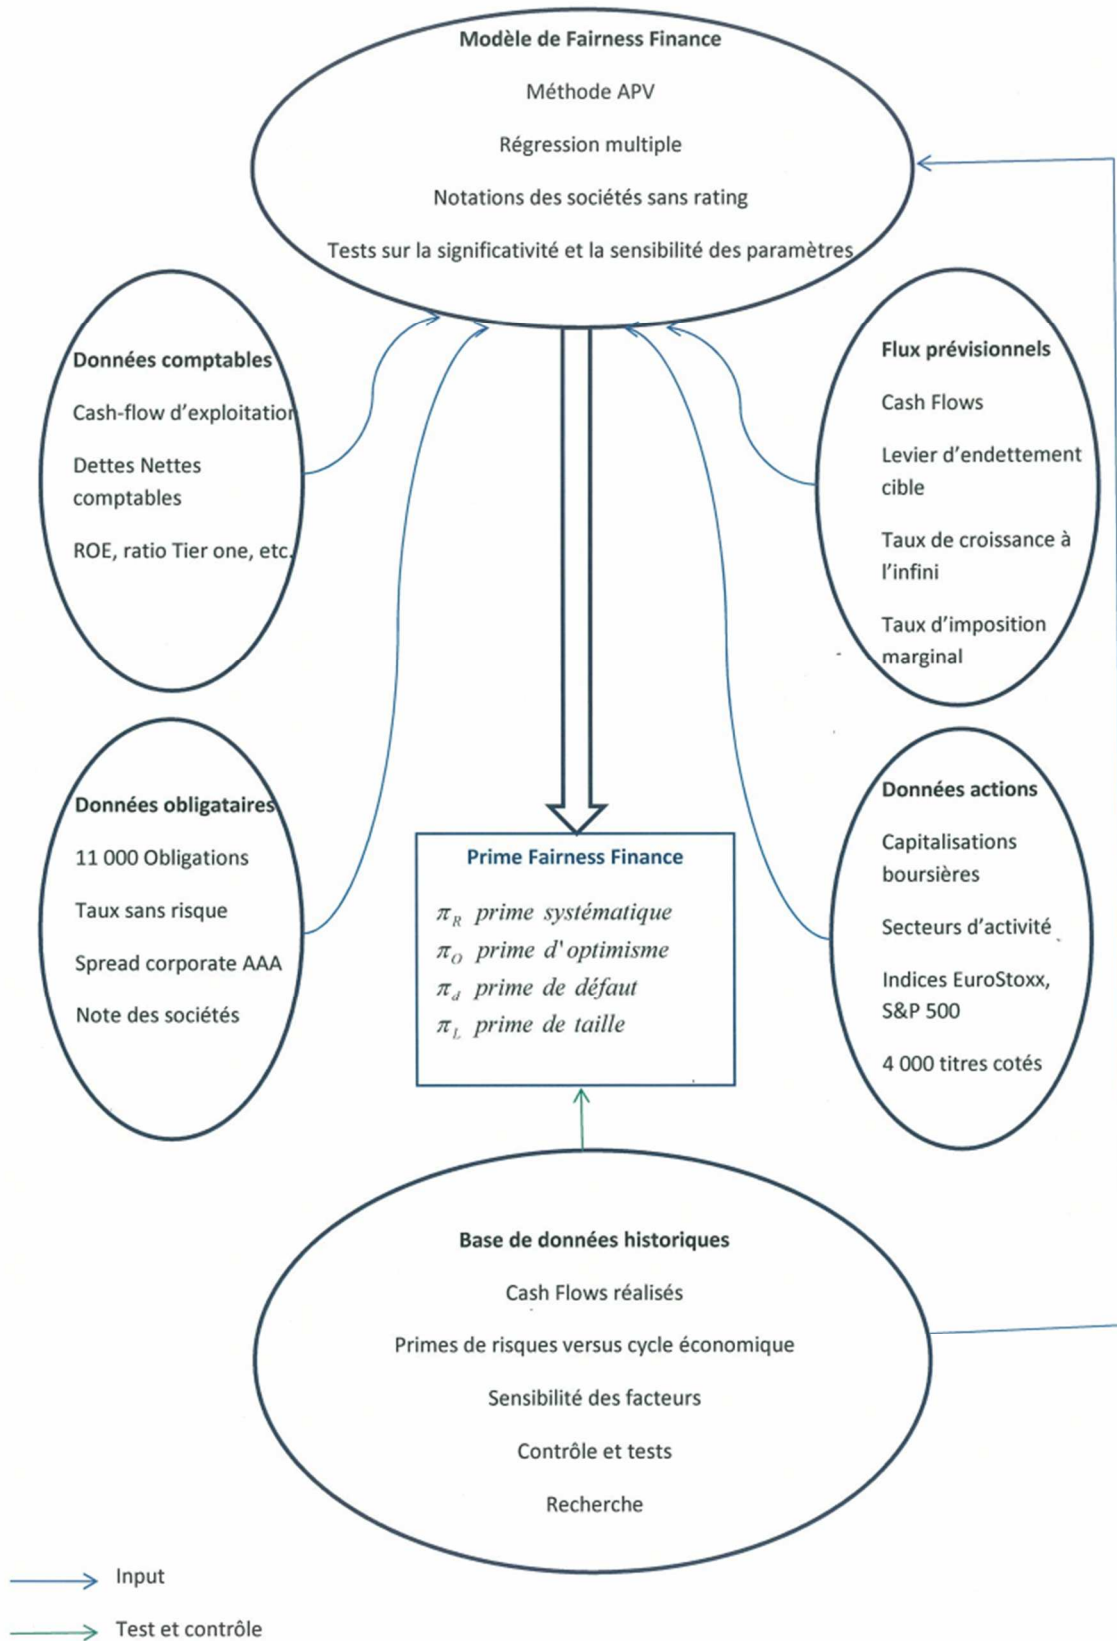 Modèle de Fairness Finance
Méthode APV
Régression multiple
Notations des sociétés sans rating
Tests sur la significativité et la sensibilité des paramètres
Données comptables
Cash-flow d'exploitation
Dettes Nettes
comptables
ROE, ratio Tier one, etc.
Flux prévisionnels
Cash Flows
Levier d'endettement
cible
Taux de croissance à
l'infini
Taux d'imposition
marginal
Données obligataires
11 000 Obligations
Taux sans risque
Spread corporate AAA
Note des sociétés
Prime Fairness Finance
π_R prime systématique
π_O prime d'optimisme
π_d prime de défaut
π_L prime de taille
Données actions
Capitalisations
boursières
Secteurs d'activité
Indices EuroStoxx,
S&P 500
4 000 titres cotés
Base de données historiques
Cash Flows réalisés
Primes de risques versus cycle économique
Sensibilité des facteurs
Contrôle et tests
Recherche
Input
Test et contrôle